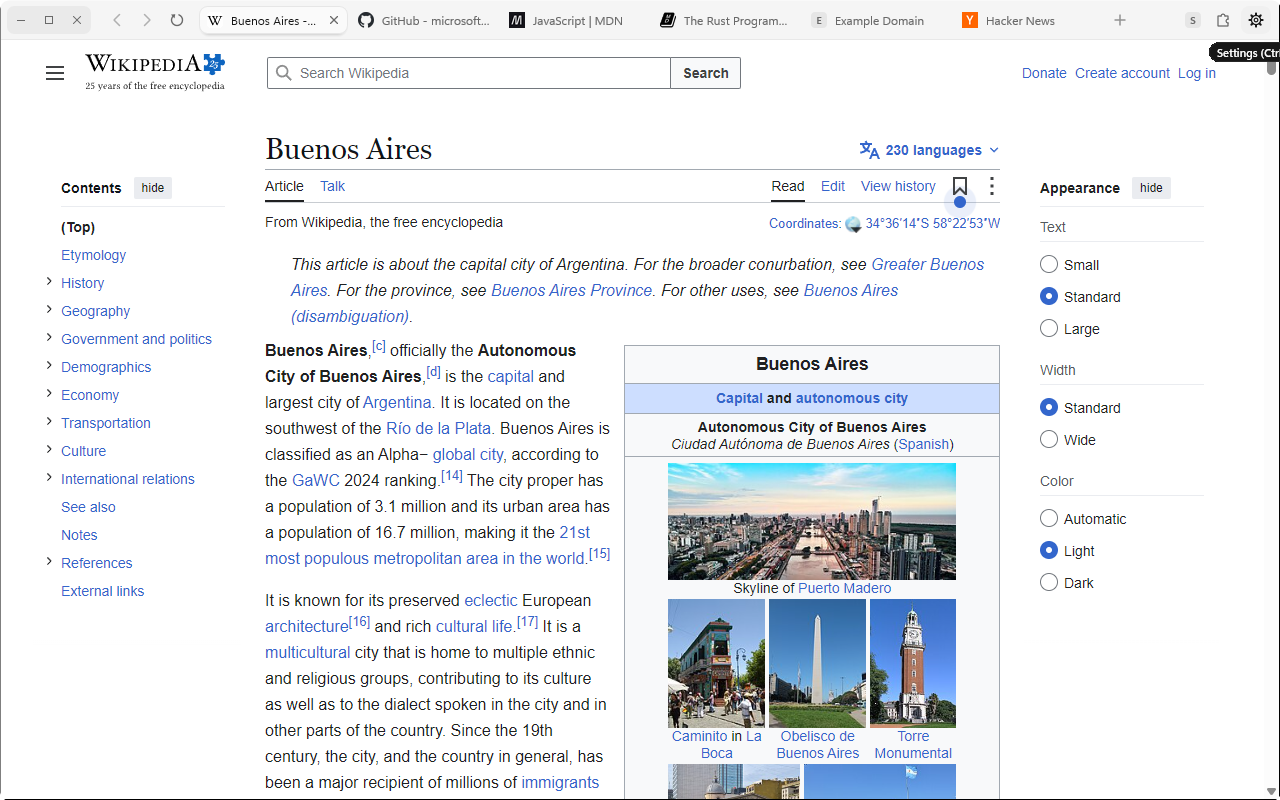 Buenos Aires -...
GitHub - microsoft...
JavaScript | MDN
The Rust Program...
Example Domain
Hacker News
Settings (Ctrl
WIKIPEDIA 25
25 years of the free encyclopedia
Search Wikipedia
Search
Donate Create account Log in
Buenos Aires
230 languages
Article Talk
Read Edit View history
From Wikipedia, the free encyclopedia
Coordinates: 34°36′14″S 58°22′53″W
Contents hide
(Top)
Etymology
History
Geography
Government and politics
Demographics
Economy
Transportation
Culture
International relations
See also
Notes
References
External links
This article is about the capital city of Argentina. For the broader conurbation, see Greater Buenos
Aires. For the province, see Buenos Aires Province. For other uses, see Buenos Aires
(disambiguation).
Buenos Aires,[c] officially the Autonomous
City of Buenos Aires,[d] is the capital and
largest city of Argentina. It is located on the
southwest of the Río de la Plata. Buenos Aires is
classified as an Alpha− global city, according to
the GaWC 2024 ranking.[14] The city proper has
a population of 3.1 million and its urban area has
a population of 16.7 million, making it the 21st
most populous metropolitan area in the world.[15]
It is known for its preserved eclectic European
architecture[16] and rich cultural life.[17] It is a
multicultural city that is home to multiple ethnic
and religious groups, contributing to its culture
as well as to the dialect spoken in the city and in
other parts of the country. Since the 19th
century, the city, and the country in general, has
been a major recipient of millions of immigrants
Buenos Aires
Capital and autonomous city
Autonomous City of Buenos Aires
Ciudad Autónoma de Buenos Aires (Spanish)
Skyline of Puerto Madero
Caminito in La
Boca
Obelisco de
Buenos Aires
Torre
Monumental
Appearance hide
Text
Small
Standard
Large
Width
Standard
Wide
Color
Automatic
Light
Dark